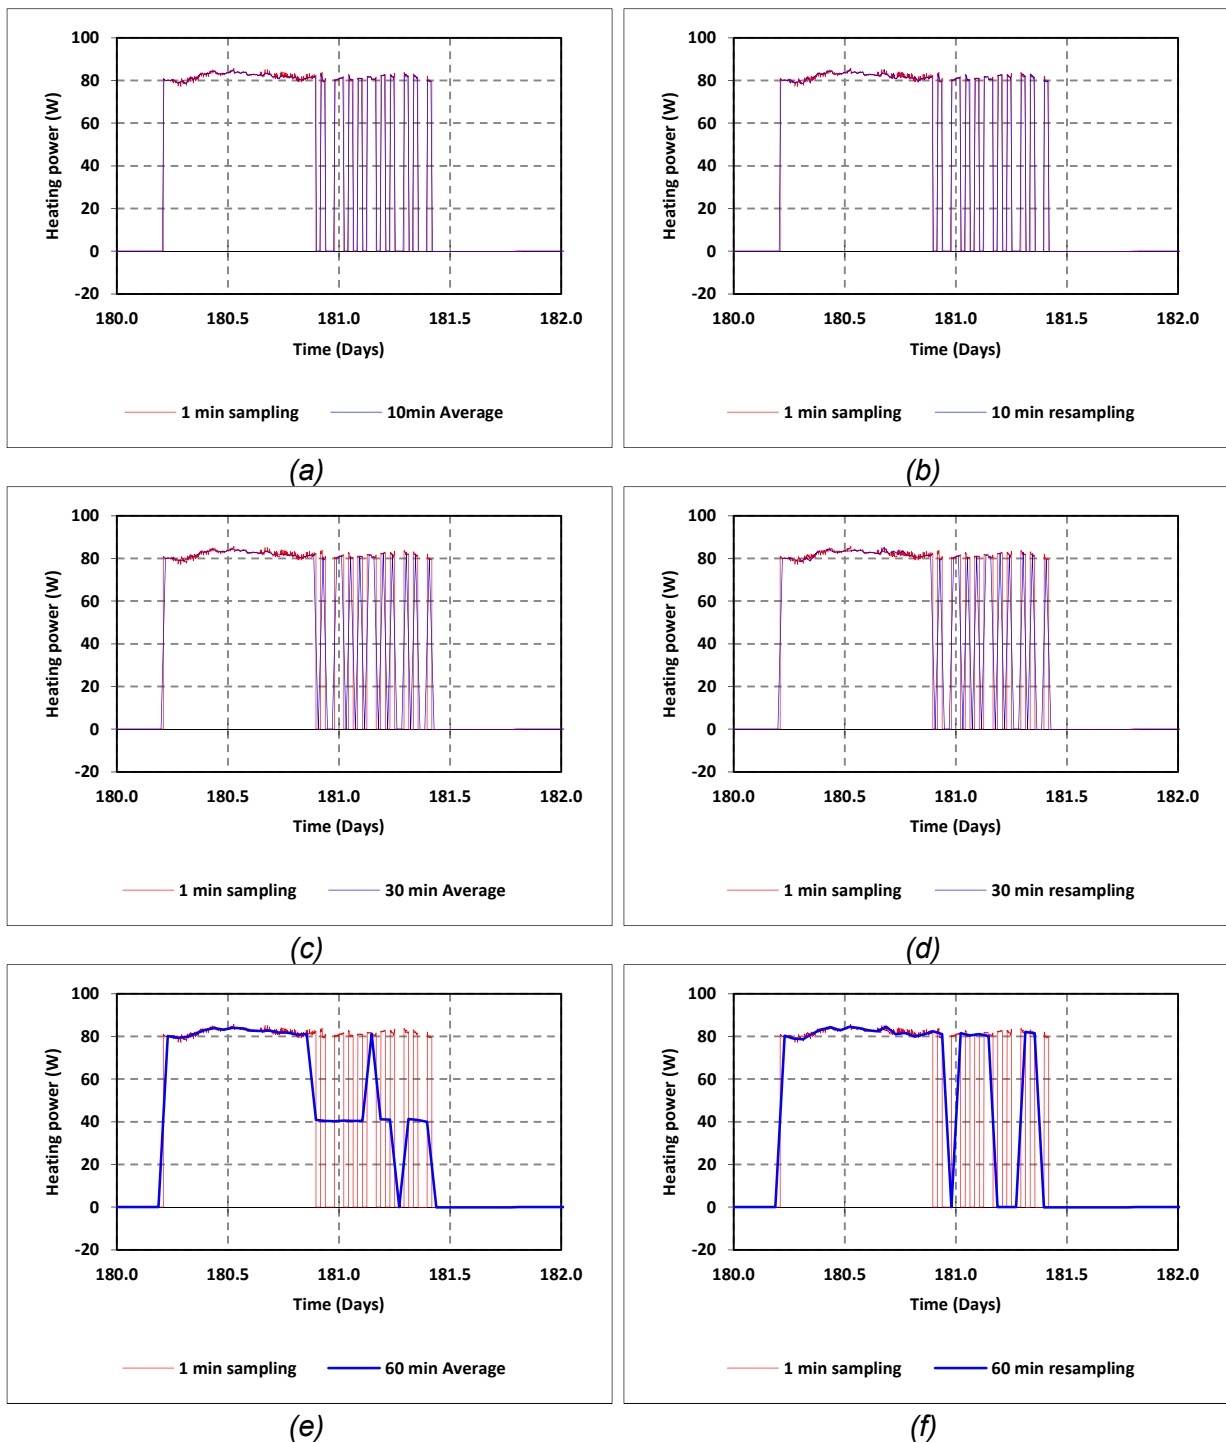 100
80
60
40
20
0
-20
Heating power (W)
180.0 180.5 181.0 181.5 182.0
Time (Days)
1 min sampling 10min Average
(a)
100
80
60
40
20
0
-20
Heating power (W)
180.0 180.5 181.0 181.5 182.0
Time (Days)
1 min sampling 10 min resampling
(b)
100
80
60
40
20
0
-20
Heating power (W)
180.0 180.5 181.0 181.5 182.0
Time (Days)
1 min sampling 30 min Average
(c)
100
80
60
40
20
0
-20
Heating power (W)
180.0 180.5 181.0 181.5 182.0
Time (Days)
1 min sampling 30 min resampling
(d)
100
80
60
40
20
0
-20
Heating power (W)
180.0 180.5 181.0 181.5 182.0
Time (Days)
1 min sampling 60 min Average
(e)
100
80
60
40
20
0
-20
Heating power (W)
180.0 180.5 181.0 181.5 182.0
Time (Days)
1 min sampling 60 min resampling
(f)